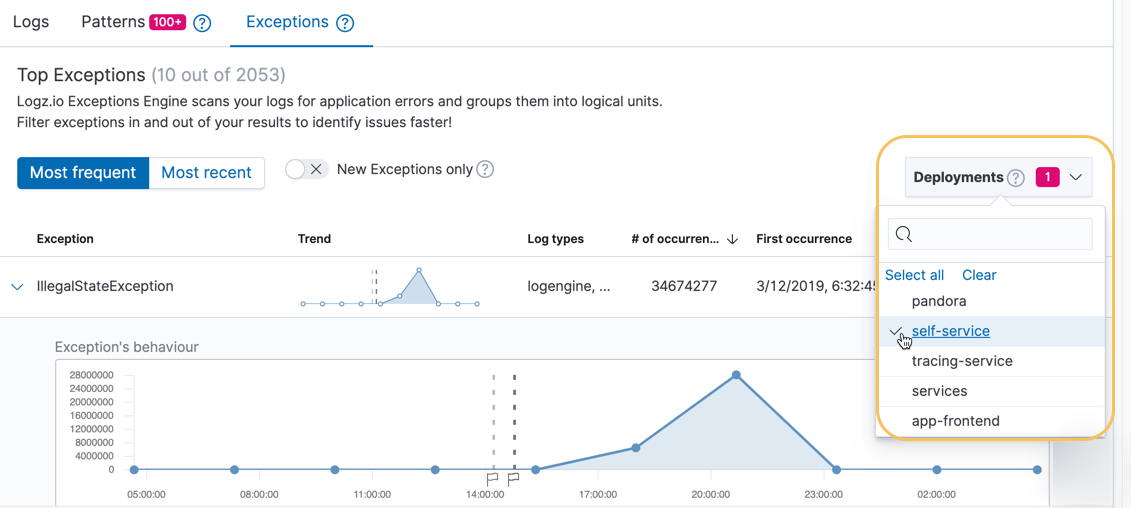 Logs Patterns 100+ ? Exceptions ?
Top Exceptions (10 out of 2053)
Logz.io Exceptions Engine scans your logs for application errors and groups them into logical units.
Filter exceptions in and out of your results to identify issues faster!
Most frequent Most recent New Exceptions only ?
Deployments ? 1
Exception Trend Log types # of occurren... First occurrence
Select all Clear
IllegalStateException logengine, ... 34674277 3/12/2019, 6:32:45
pandora
self-service
tracing-service
services
app-frontend
Exception's behaviour
28000000
24000000
20000000
16000000
12000000
8000000
4000000
0
05:00:00 08:00:00 11:00:00 14:00:00 17:00:00 20:00:00 23:00:00 02:00:00